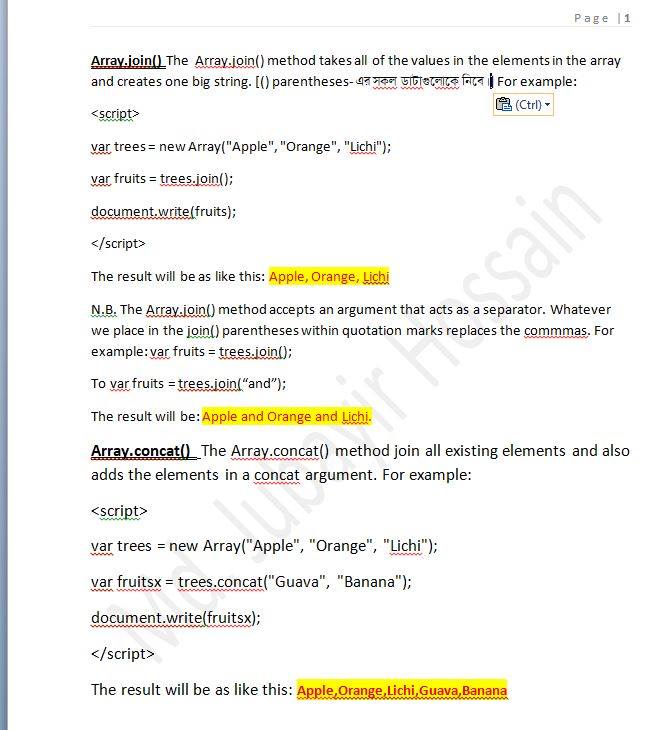 Page | 1
Array.join() The Array.join() method takes all of the values in the elements in the array
and creates one big string. [() parentheses- এর সকল ডাটাগুলোকে নিবে।] For example:
(Ctrl)
<script>
var trees = new Array("Apple", "Orange", "Lichi");
var fruits = trees.join();
document.write(fruits);
</script>
The result will be as like this: Apple, Orange, Lichi
N.B. The Array.join() method accepts an argument that acts as a separator. Whatever
we place in the join() parentheses within quotation marks replaces the commmas. For
example: var fruits = trees.join();
To var fruits = trees.join(“and”);
The result will be: Apple and Orange and Lichi.
Array.concat() The Array.concat() method join all existing elements and also
adds the elements in a concat argument. For example:
<script>
var trees = new Array("Apple", "Orange", "Lichi");
var fruitsx = trees.concat("Guava", "Banana");
document.write(fruitsx);
</script>
The result will be as like this: Apple,Orange,Lichi,Guava,Banana
Md. Jubayir Hossain